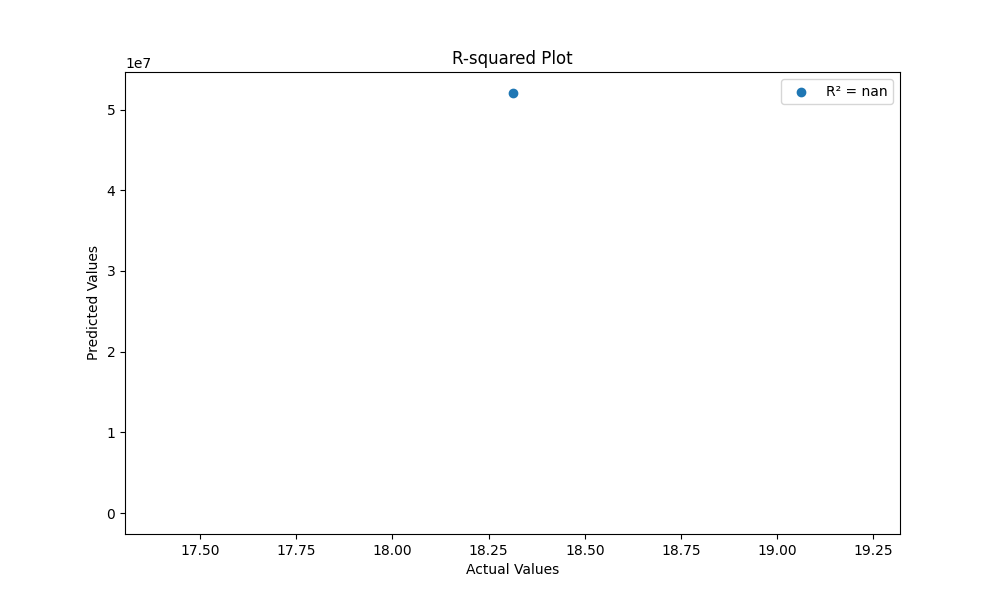 R-squared Plot
1e7
R² = nan
5
4
3
2
1
0
Predicted Values
17.50 17.75 18.00 18.25 18.50 18.75 19.00 19.25
Actual Values